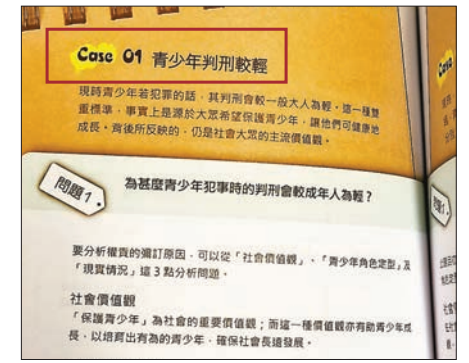 Case 01 青少年判刑較輕
現時青少年若犯罪的話，其判刑會較一般大人為輕。這一種雙
重標準，事實上是源於大眾希望保護青少年，讓他們可健康地
成長。背後所反映的，仍是社會大眾的主流價值觀。
問題1.
為甚麼青少年犯事時的判刑會較成年人為輕？
要分析權責的彌訂原因，可以從「社會價值觀」、「青少年角色定型」及
「現實情況」這3點分析問題。
社會價值觀
「保護青少年」為社會的重要價值觀；而這一種價值觀亦有助青少年成
長，以培育出有為的青少年，確保社會長遠發展。